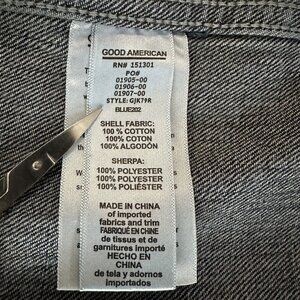 GOOD AMERICAN
RN# 151301
PO#
01905-00
01906-00
01907-00
STYLE: GJK79R
BLUE202
SHELL FABRIC:
100 % COTTON
100% COTON
100% ALGODÓN
SHERPA:
100% POLYESTER
100% POLYESTER
100% POLIÉSTER
MADE IN CHINA
of imported
fabrics and trim
FABRIQUÉ EN CHINE
de tissus et de
garnitures importé
HECHO EN
CHINA
de tela y adornos
importados